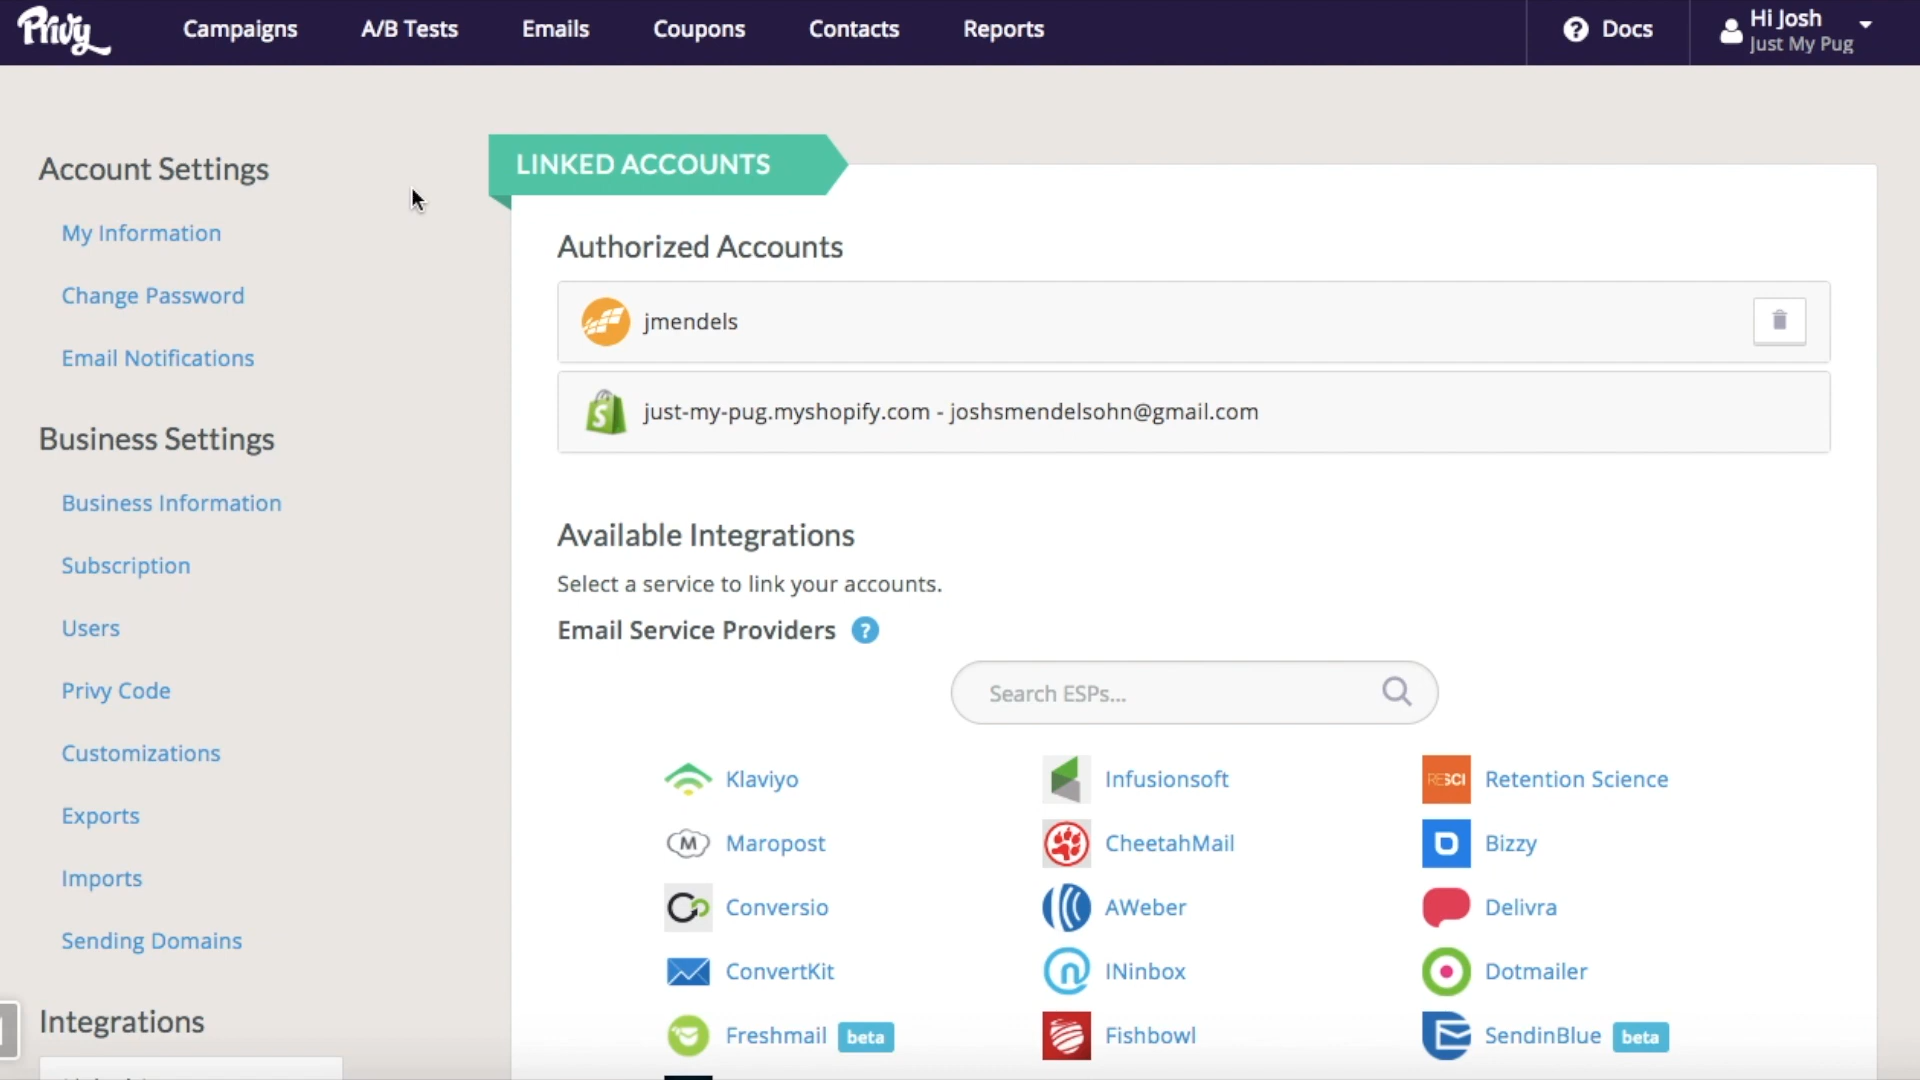 Privy
Campaigns
A/B Tests
Emails
Coupons
Contacts
Reports
? Docs
Hi Josh
Just My Pug
Account Settings
My Information
Change Password
Email Notifications
Business Settings
Business Information
Subscription
Users
Privy Code
Customizations
Exports
Imports
Sending Domains
Integrations
LINKED ACCOUNTS
Authorized Accounts
jmendels
just-my-pug.myshopify.com - joshsmendelsohn@gmail.com
Available Integrations
Select a service to link your accounts.
Email Service Providers ?
Search ESPs...
Klaviyo
Infusionsoft
RESCI Retention Science
M Maropost
CheetahMail
Bizzy
Conversio
AWeber
Delivra
ConvertKit
INinbox
Dotmailer
Freshmail beta
Fishbowl
SendinBlue beta